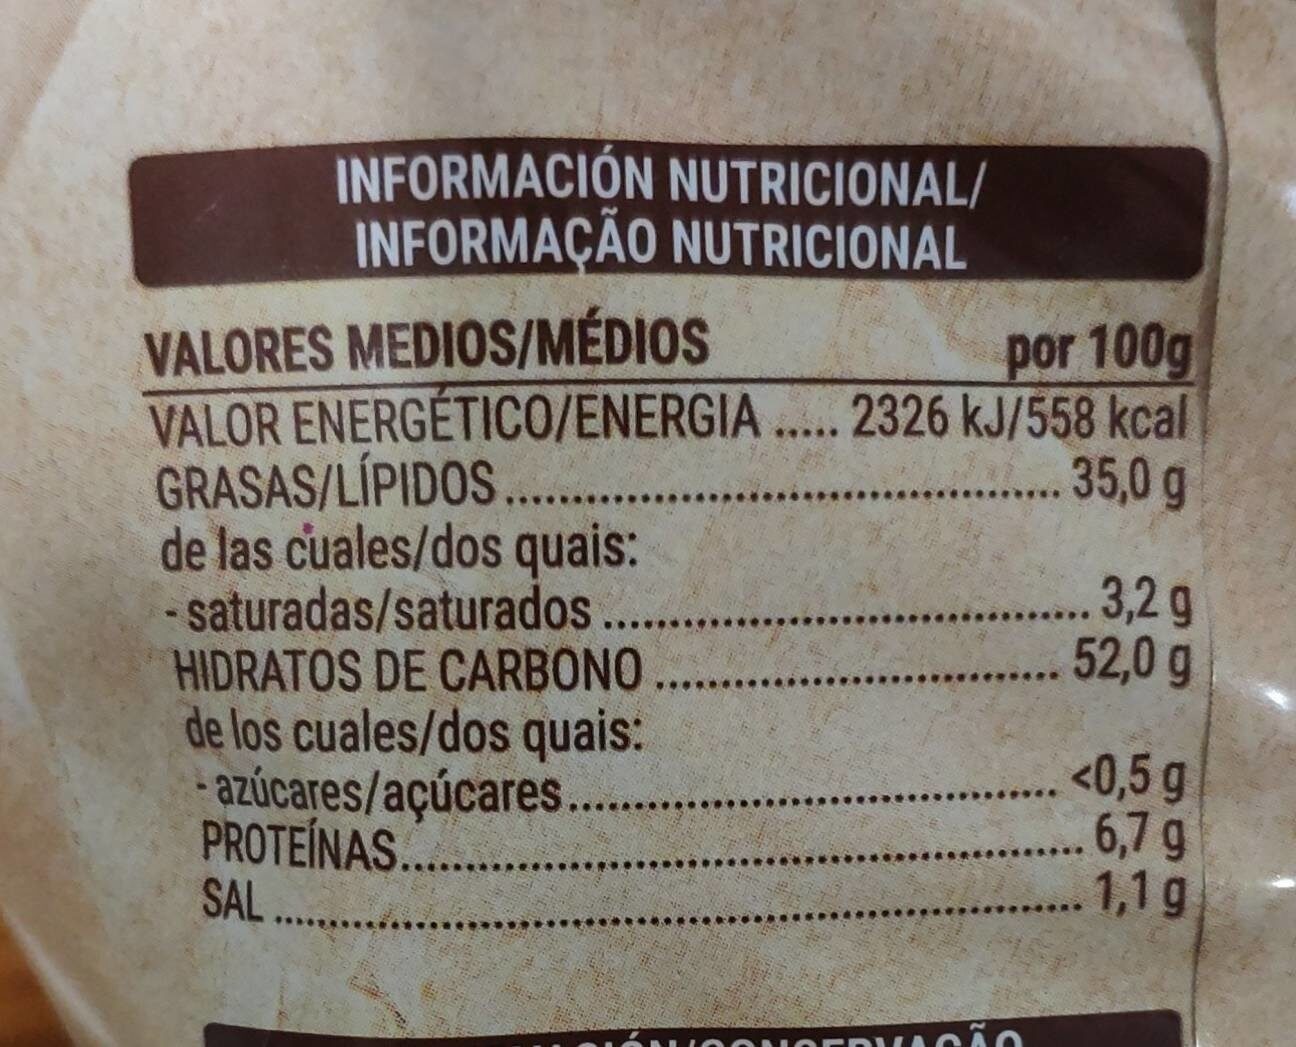 INFORMACIÓN NUTRICIONAL/
INFORMAÇÃO NUTRICIONAL
VALORES MEDIOS/MÉDIOS por 100g
VALOR ENERGÉTICO/ENERGIA ..... 2326 kJ/558 kcal
GRASAS/LÍPIDOS ............................................. 35,0 g
de las cuales/dos quais:
- saturadas/saturados ....................................... 3,2 g
HIDRATOS DE CARBONO ................................ 52,0 g
de los cuales/dos quais:
- azúcares/açúcares ....................................... <0,5 g
PROTEÍNAS ...................................................... 6,7 g
SAL ................................................................. 1,1 g